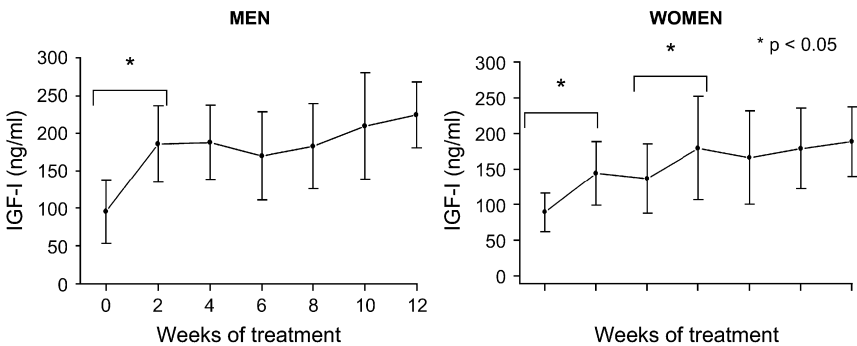 MEN
WOMEN
* p < 0.05
*
*
*
IGF-I (ng/ml)
300
250
200
150
100
50
0
0 2 4 6 8 10 12
Weeks of treatment
IGF-I (ng/ml)
300
250
200
150
100
50
0
Weeks of treatment